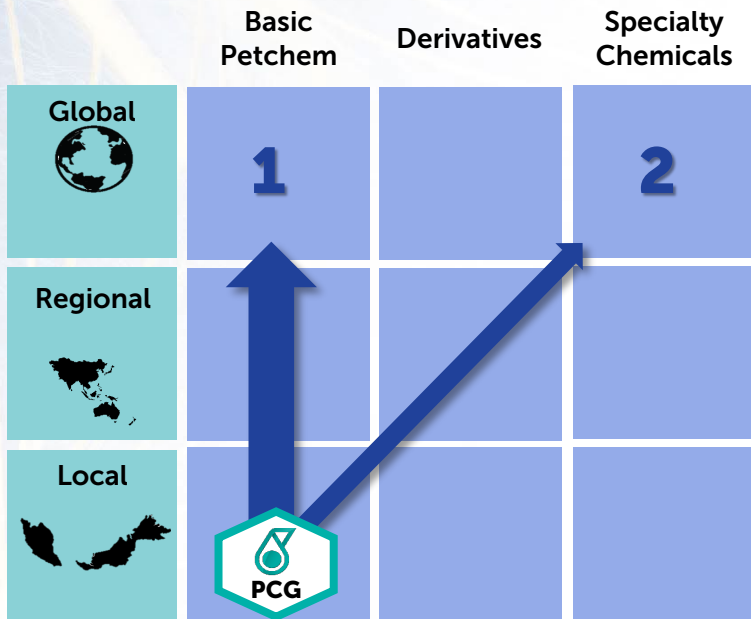 Basic
Petchem
Derivatives
Specialty
Chemicals
Global
1
2
Regional
Local
PCG